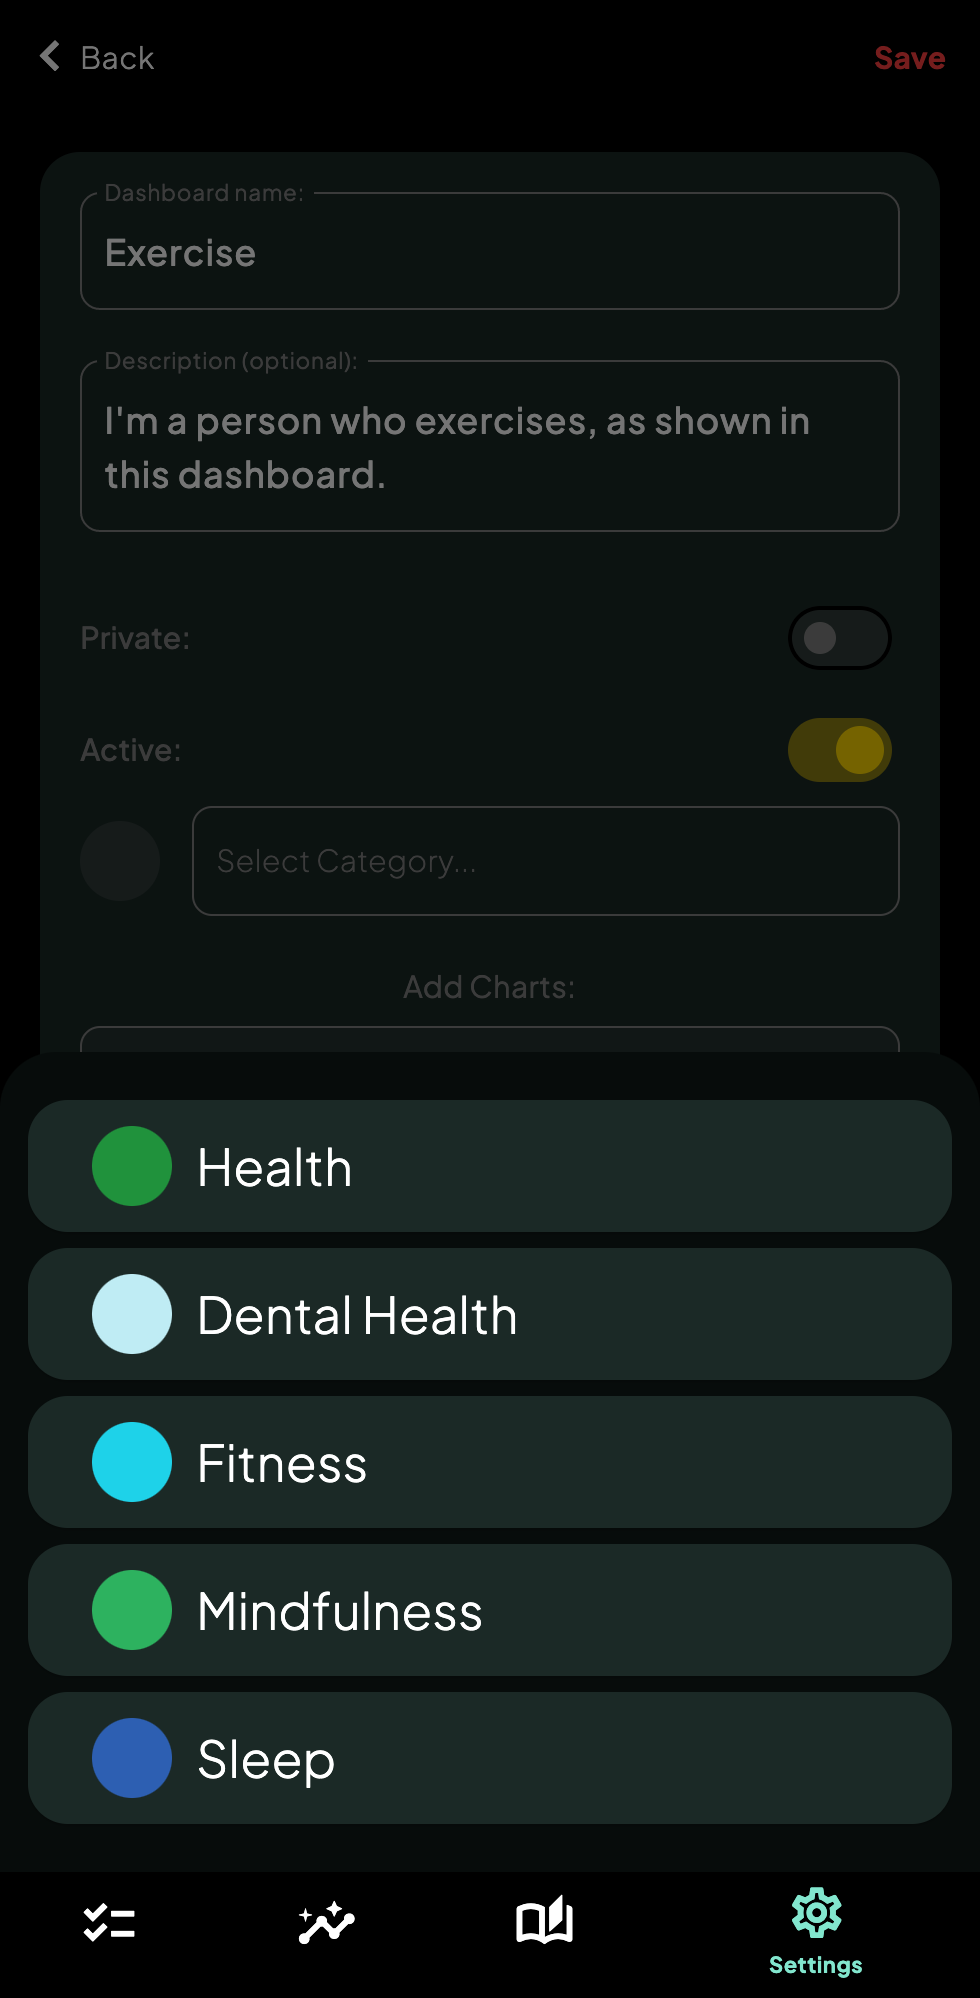 Back
Save
Dashboard name:
Exercise
Description (optional):
I'm a person who exercises, as shown in
this dashboard.
Private:
Active:
Select Category...
Add Charts:
Health
Dental Health
Fitness
Mindfulness
Sleep
Settings